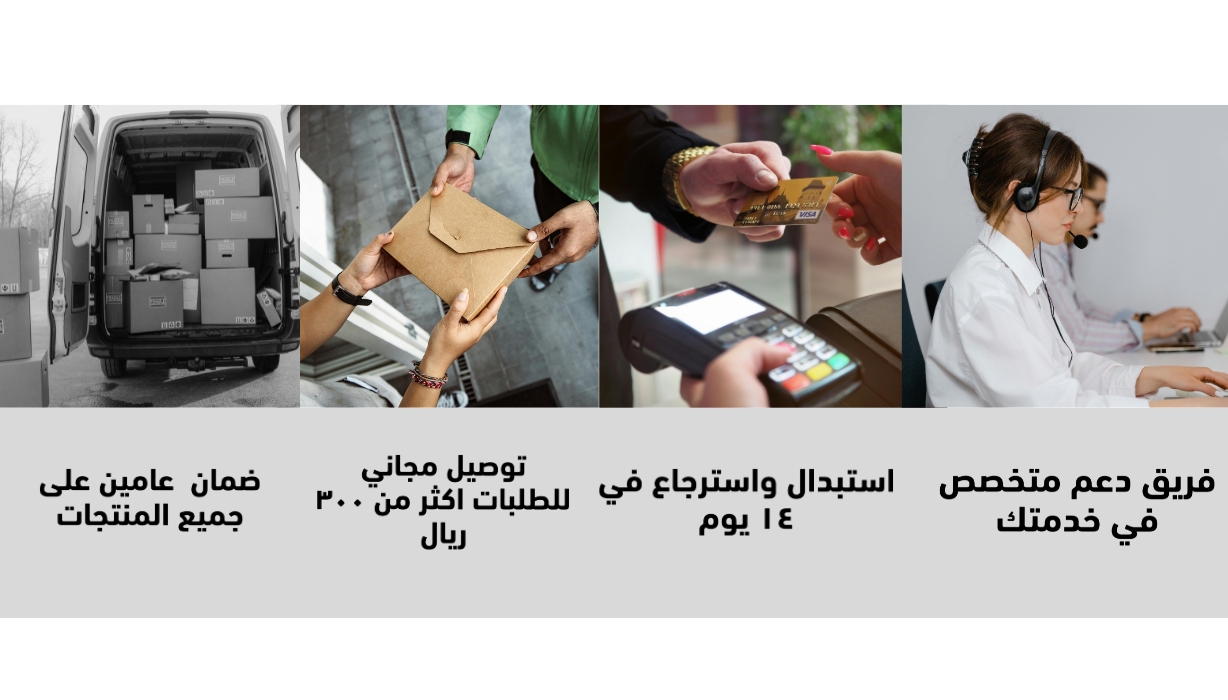 فريق دعم متخصص
في خدمتك
استبدال واسترجاع في
١٤ يوم
توصيل مجاني
للطلبات اكثر من ٣٠٠
ريال
ضمان عامين على
جميع المنتجات
VISA